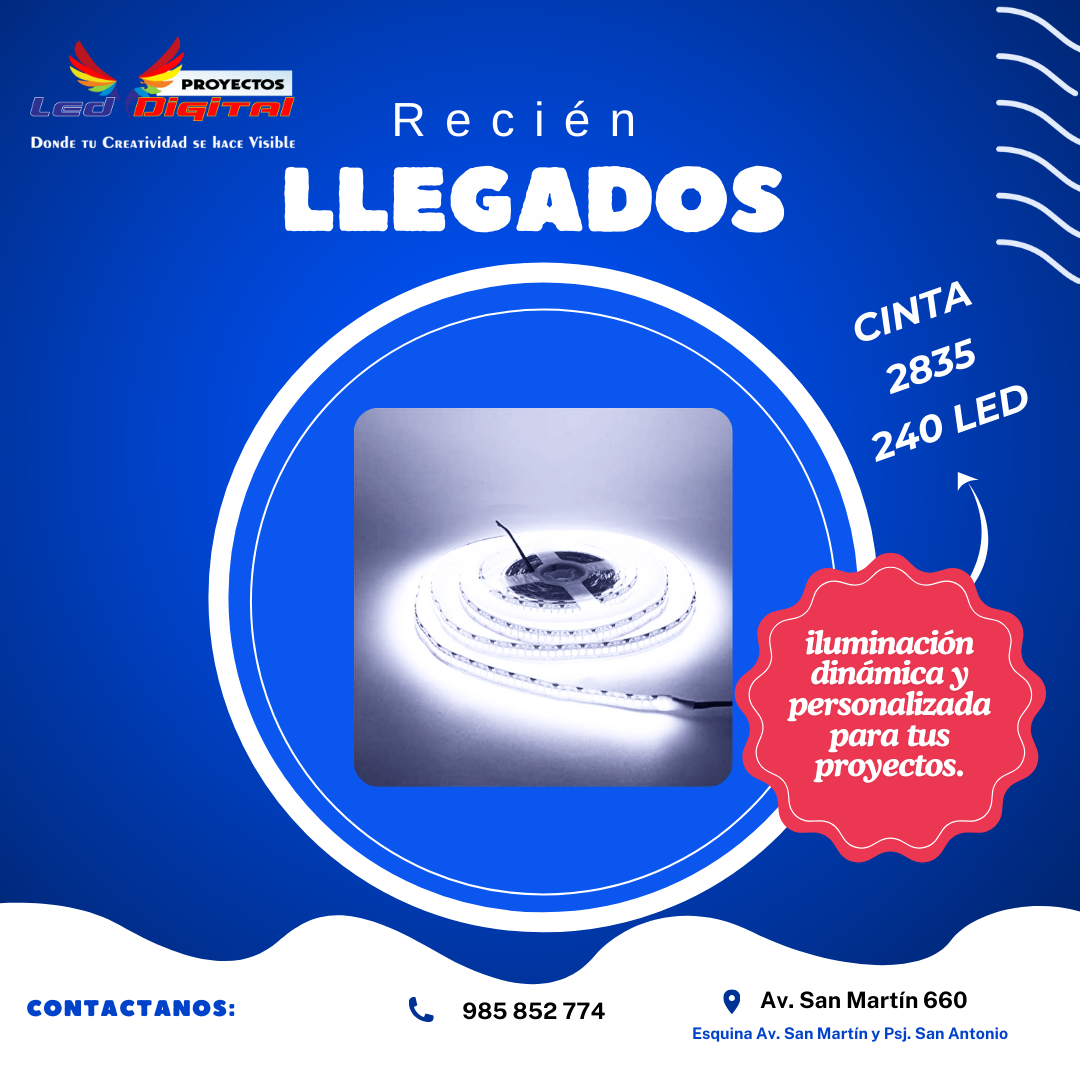 PROYECTOS
Led Digital
Donde tu Creatividad se hace Visible
Recién
LLEGADOS
CINTA
2835
240 LED
iluminación
dinámica y
personalizada
para tus
proyectos.
CONTACTANOS:
985 852 774
Av. San Martín 660
Esquina Av. San Martín y Psj. San Antonio